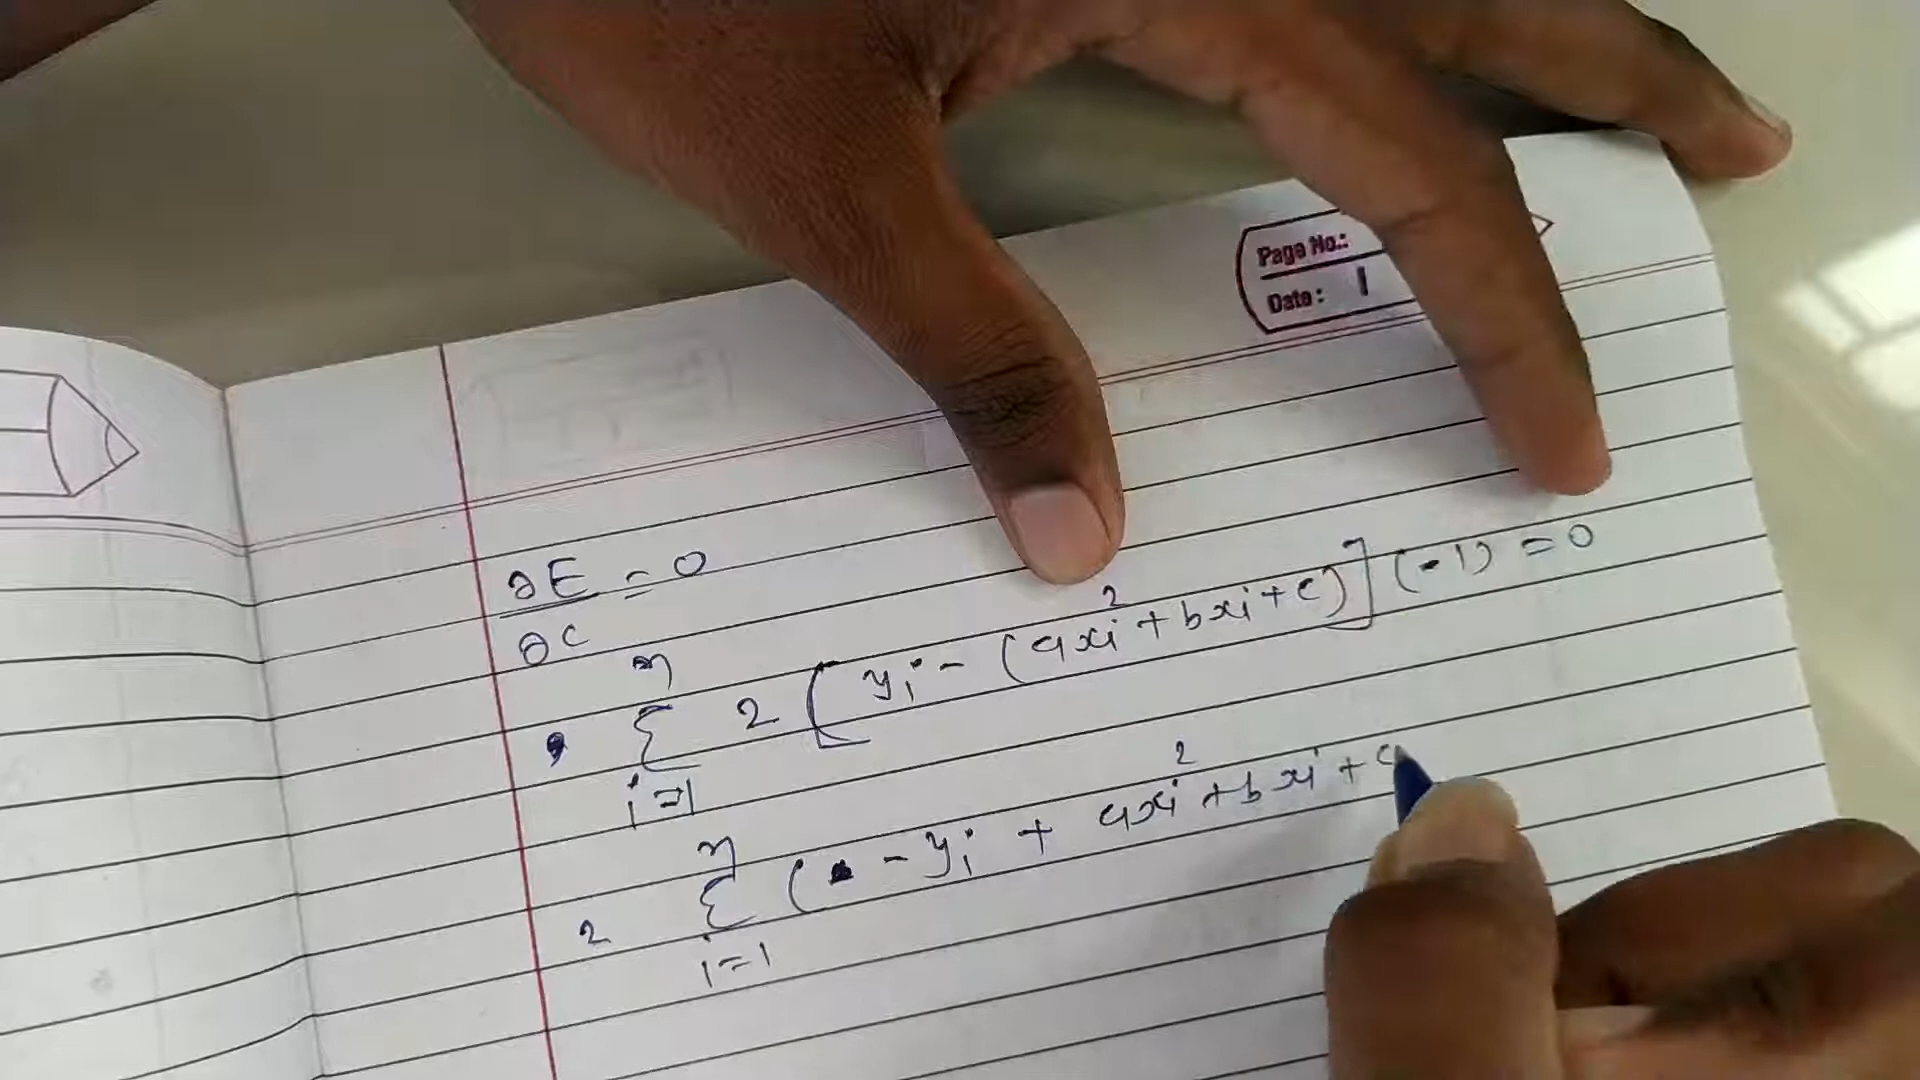 Page No.:
Date:
∂E/∂C = 0
n
Σ 2 [yi - (axi² + bxi + c)] (-1) = 0
i=1
n
2 Σ ( - yi + axi² + bxi + c
i=1